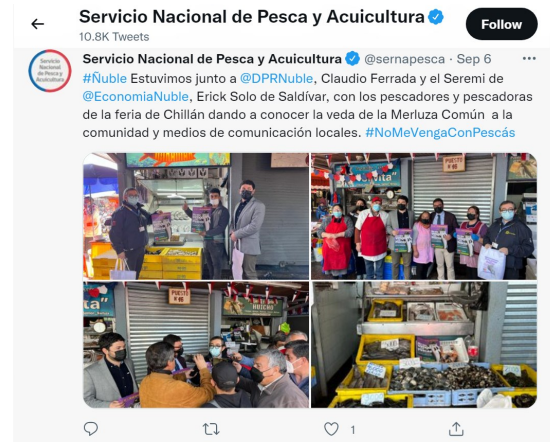 Servicio Nacional de Pesca y Acuicultura
10.8K Tweets
Follow
Servicio
Nacional
de Pesca y
Acuicultura
Servicio Nacional de Pesca y Acuicultura @sernapesca · Sep 6 ...
#Ñuble Estuvimos junto a @DPRNuble, Claudio Ferrada y el Seremi de
@EconomiaNuble, Erick Solo de Saldívar, con los pescadores y pescadoras
de la feria de Chillán dando a conocer la veda de la Merluza Común a la
comunidad y medios de comunicación locales. #NoMeVengaConPescás
PUESTO
PUESTO
1